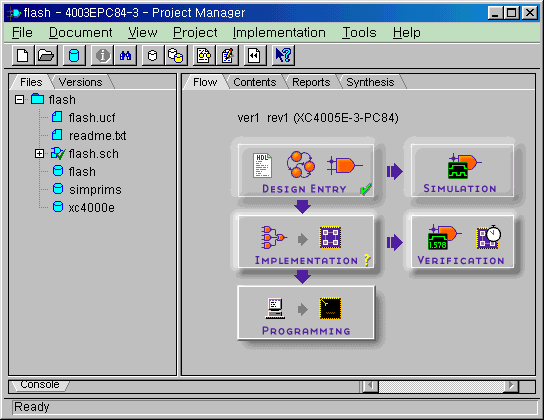 flash - 4003EPC84-3 - Project Manager
File Document View Project Implementation Tools Help
Files Versions
Flow Contents Reports Synthesis
flash
flash.ucf
readme.txt
flash.sch
flash
simprims
xc4000e
ver1 rev1 (XC4005E-3-PC84)
HDL
DESIGN ENTRY
SIMULATION
IMPLEMENTATION ?
1.578
VERIFICATION
PROGRAMMING
Console
Ready